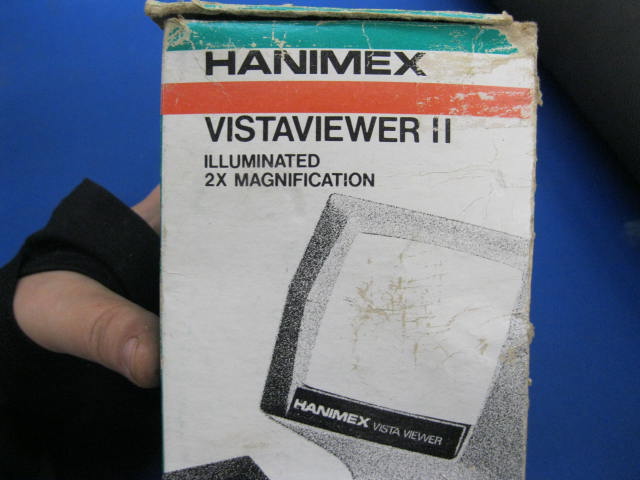 HANIMEX
VISTAVIEWER II
ILLUMINATED
2X MAGNIFICATION
HANIMEX VISTA VIEWER